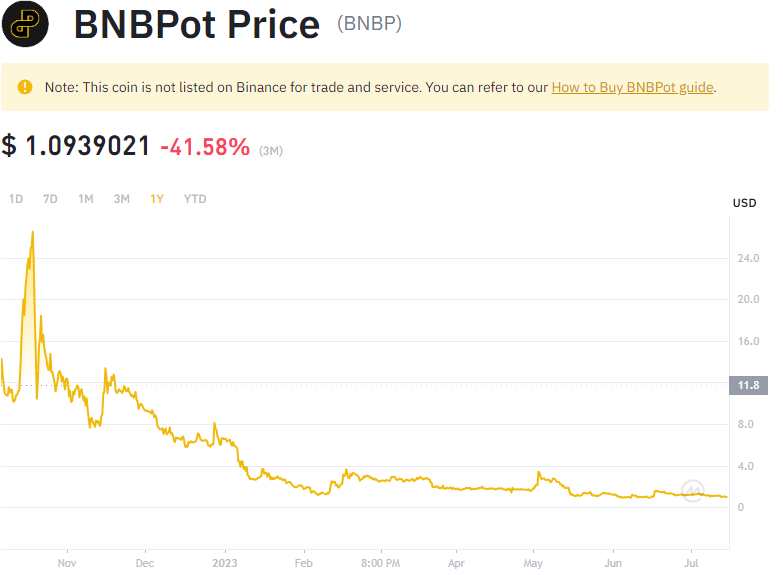 BNBPot Price (BNBP)
Note: This coin is not listed on Binance for trade and service. You can refer to our How to Buy BNBPot guide.
$ 1.0939021 -41.58% (3M)
1D 7D 1M 3M 1Y YTD
USD
24.0
20.0
16.0
11.8
8.0
4.0
0
Nov Dec 2023 Feb 8:00 PM Apr May Jun Jul